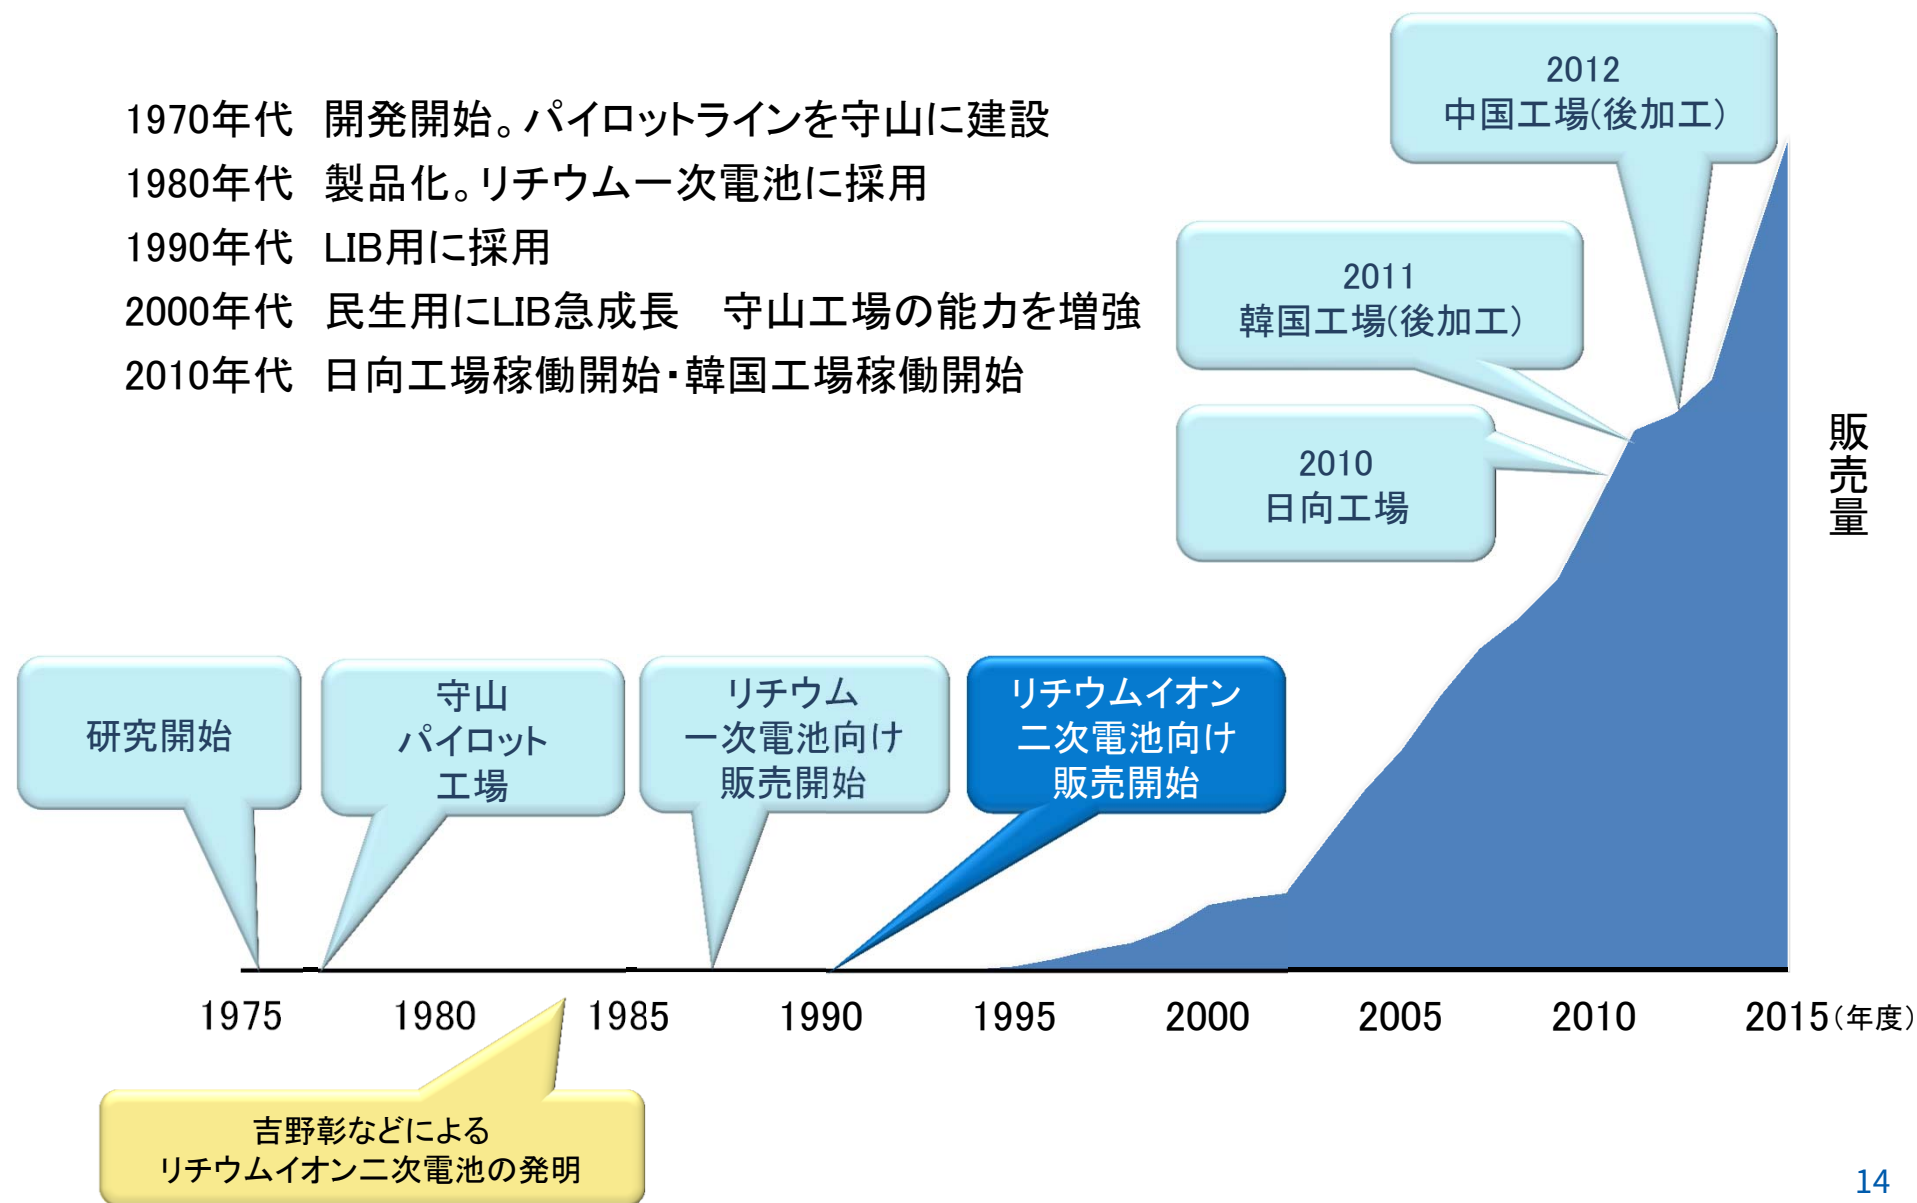 1970年代　開発開始。パイロットラインを守山に建設
1980年代　製品化。リチウム一次電池に採用
1990年代　LIB用に採用
2000年代　民生用にLIB急成長　守山工場の能力を増強
2010年代　日向工場稼働開始・韓国工場稼働開始
2012
中国工場(後加工)
2011
韓国工場(後加工)
2010
日向工場
販売量
研究開始
守山
パイロット
工場
リチウム
一次電池向け
販売開始
リチウムイオン
二次電池向け
販売開始
1975 1980 1985 1990 1995 2000 2005 2010 2015(年度)
吉野彰などによる
リチウムイオン二次電池の発明
14